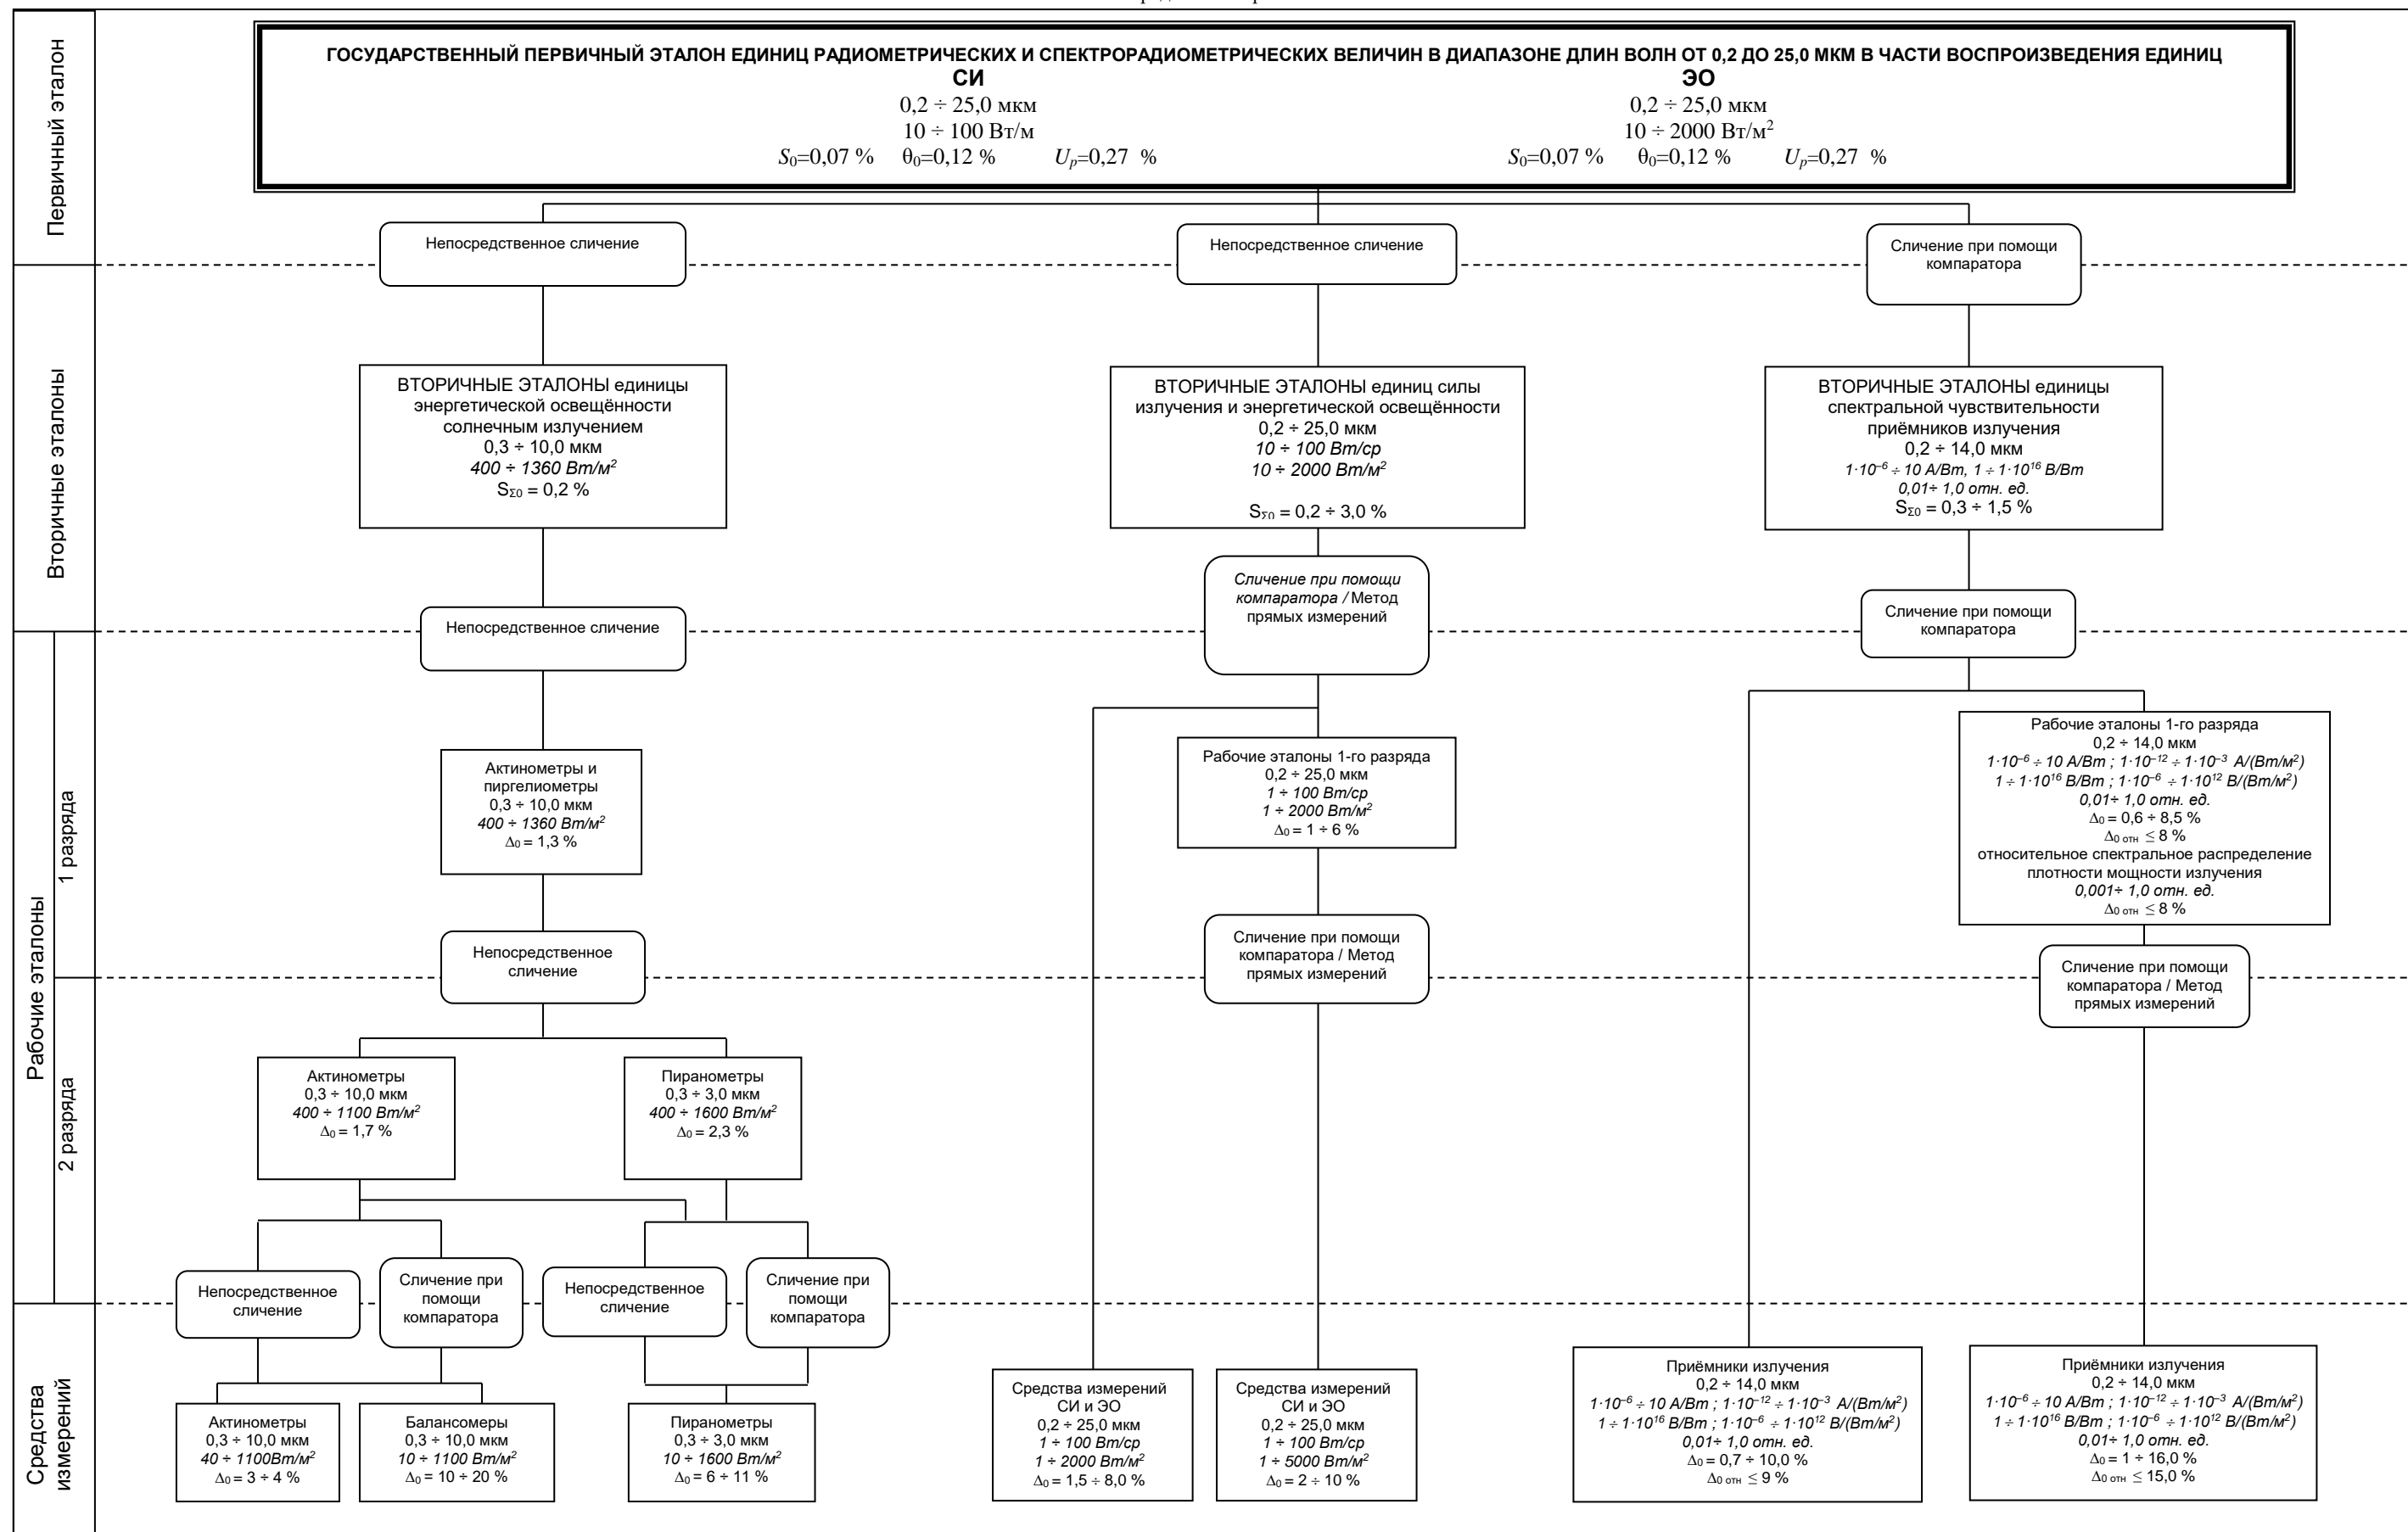 Первичный эталон
ГОСУДАРСТВЕННЫЙ ПЕРВИЧНЫЙ ЭТАЛОН ЕДИНИЦ РАДИОМЕТРИЧЕСКИХ И СПЕКТРОРАДИОМЕТРИЧЕСКИХ ВЕЛИЧИН В ДИАПАЗОНЕ ДЛИН ВОЛН ОТ 0,2 ДО 25,0 МКМ В ЧАСТИ ВОСПРОИЗВЕДЕНИЯ ЕДИНИЦ
СИ
0,2 ÷ 25,0 мкм
10 ÷ 100 Вт/м
S₀=0,07 % θ₀=0,12 % Uₚ=0,27 %
ЭО
0,2 ÷ 25,0 мкм
10 ÷ 2000 Вт/м²
S₀=0,07 % θ₀=0,12 % Uₚ=0,27 %
Непосредственное сличение
Непосредственное сличение
Сличение при помощи
компаратора
Вторичные эталоны
ВТОРИЧНЫЕ ЭТАЛОНЫ единицы
энергетической освещённости
солнечным излучением
0,3 ÷ 10,0 мкм
400 ÷ 1360 Вт/м²
S_Σ0 = 0,2 %
ВТОРИЧНЫЕ ЭТАЛОНЫ единиц силы
излучения и энергетической освещённости
0,2 ÷ 25,0 мкм
10 ÷ 100 Вт/ср
10 ÷ 2000 Вт/м²
S_Σ0 = 0,2 ÷ 3,0 %
ВТОРИЧНЫЕ ЭТАЛОНЫ единицы
спектральной чувствительности
приёмников излучения
0,2 ÷ 14,0 мкм
1·10⁻⁶ ÷ 10 А/Вт, 1 ÷ 1·10¹⁶ В/Вт
0,01÷ 1,0 отн. ед.
S_Σ0 = 0,3 ÷ 1,5 %
Непосредственное сличение
Сличение при помощи
компаратора / Метод
прямых измерений
Сличение при помощи
компаратора
Рабочие эталоны
1 разряда
Актинометры и
пиргелиометры
0,3 ÷ 10,0 мкм
400 ÷ 1360 Вт/м²
Δ₀ = 1,3 %
Рабочие эталоны 1-го разряда
0,2 ÷ 25,0 мкм
1 ÷ 100 Вт/ср
1 ÷ 2000 Вт/м²
Δ₀ = 1 ÷ 6 %
Рабочие эталоны 1-го разряда
0,2 ÷ 14,0 мкм
1·10⁻⁶ ÷ 10 А/Вт ; 1·10⁻¹² ÷ 1·10⁻³ А/(Вт/м²)
1 ÷ 1·10¹⁶ В/Вт ; 1·10⁻⁶ ÷ 1·10¹² В/(Вт/м²)
0,01÷ 1,0 отн. ед.
Δ₀ = 0,6 ÷ 8,5 %
Δ₀ отн ≤ 8 %
относительное спектральное распределение
плотности мощности излучения
0,001÷ 1,0 отн. ед.
Δ₀ отн ≤ 8 %
Непосредственное
сличение
Сличение при помощи
компаратора / Метод
прямых измерений
Сличение при помощи
компаратора / Метод
прямых измерений
2 разряда
Актинометры
0,3 ÷ 10,0 мкм
400 ÷ 1100 Вт/м²
Δ₀ = 1,7 %
Пиранометры
0,3 ÷ 3,0 мкм
400 ÷ 1600 Вт/м²
Δ₀ = 2,3 %
Непосредственное
сличение
Сличение при
помощи
компаратора
Непосредственное
сличение
Сличение при
помощи
компаратора
Средства
измерений
Актинометры
0,3 ÷ 10,0 мкм
40 ÷ 1100Вт/м²
Δ₀ = 3 ÷ 4 %
Балансомеры
0,3 ÷ 10,0 мкм
10 ÷ 1100 Вт/м²
Δ₀ = 10 ÷ 20 %
Пиранометры
0,3 ÷ 3,0 мкм
10 ÷ 1600 Вт/м²
Δ₀ = 6 ÷ 11 %
Средства измерений
СИ и ЭО
0,2 ÷ 25,0 мкм
1 ÷ 100 Вт/ср
1 ÷ 2000 Вт/м²
Δ₀ = 1,5 ÷ 8,0 %
Средства измерений
СИ и ЭО
0,2 ÷ 25,0 мкм
1 ÷ 100 Вт/ср
1 ÷ 5000 Вт/м²
Δ₀ = 2 ÷ 10 %
Приёмники излучения
0,2 ÷ 14,0 мкм
1·10⁻⁶ ÷ 10 А/Вт ; 1·10⁻¹² ÷ 1·10⁻³ А/(Вт/м²)
1 ÷ 1·10¹⁶ В/Вт ; 1·10⁻⁶ ÷ 1·10¹² В/(Вт/м²)
0,01÷ 1,0 отн. ед.
Δ₀ = 0,7 ÷ 10,0 %
Δ₀ отн ≤ 9 %
Приёмники излучения
0,2 ÷ 14,0 мкм
1·10⁻⁶ ÷ 10 А/Вт ; 1·10⁻¹² ÷ 1·10⁻³ А/(Вт/м²)
1 ÷ 1·10¹⁶ В/Вт ; 1·10⁻⁶ ÷ 1·10¹² В/(Вт/м²)
0,01÷ 1,0 отн. ед.
Δ₀ = 1 ÷ 16,0 %
Δ₀ отн ≤ 15,0 %